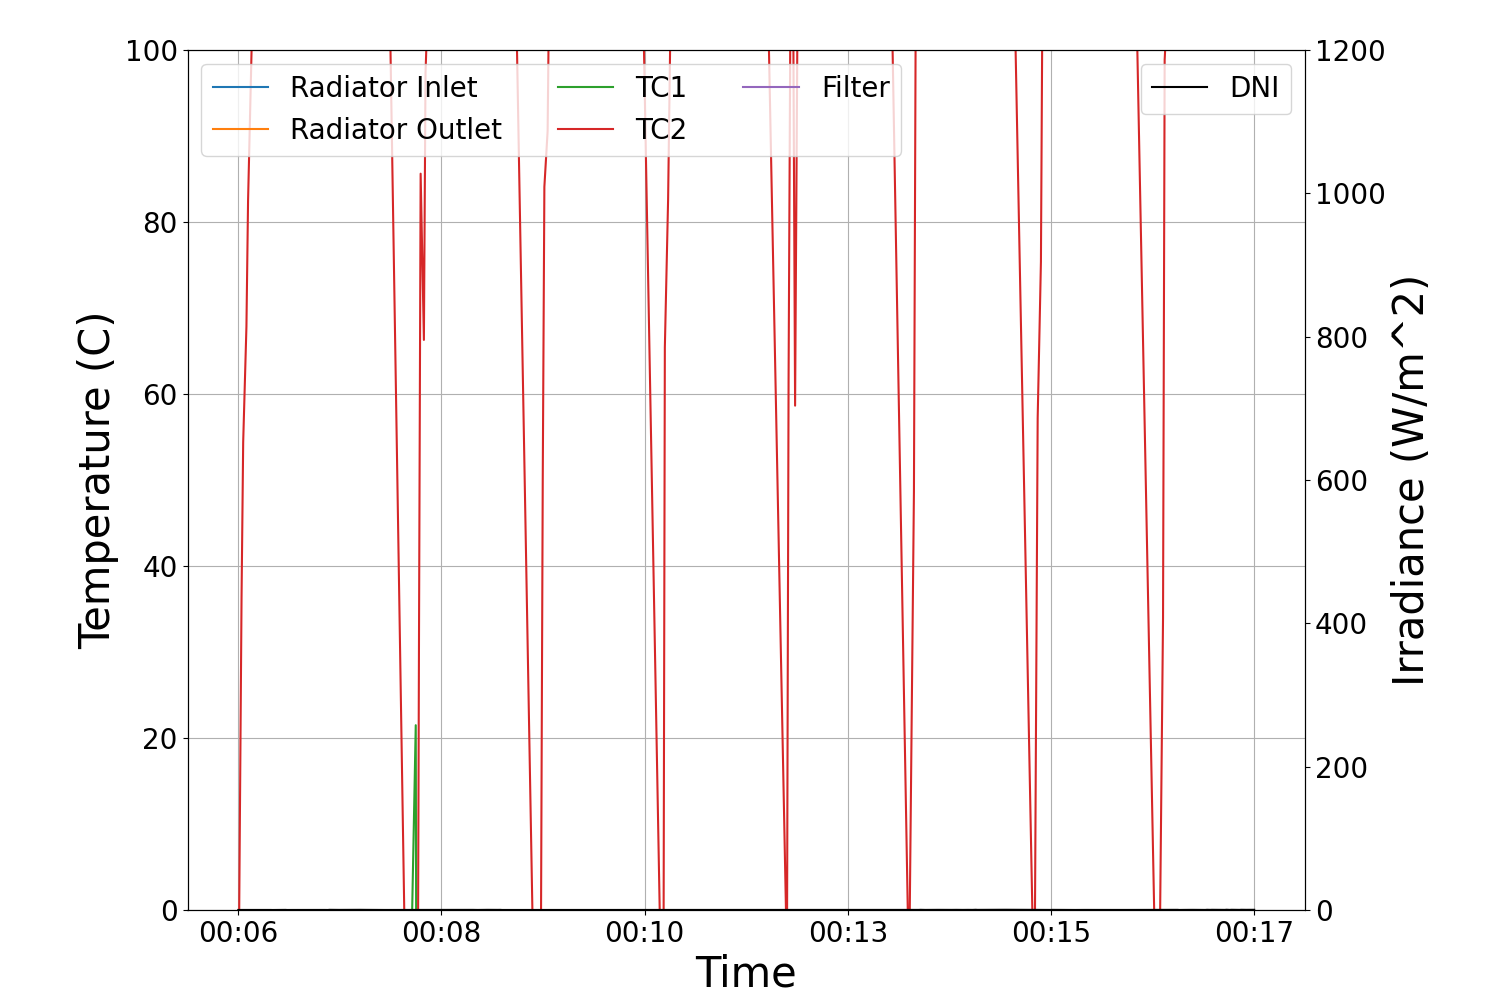 Radiator Inlet
Radiator Outlet
TC1
TC2
Filter
DNI
Temperature (C)
100
80
60
40
20
0
Irradiance (W/m^2)
1200
1000
800
600
400
200
0
00:06
00:08
00:10
00:13
00:15
00:17
Time